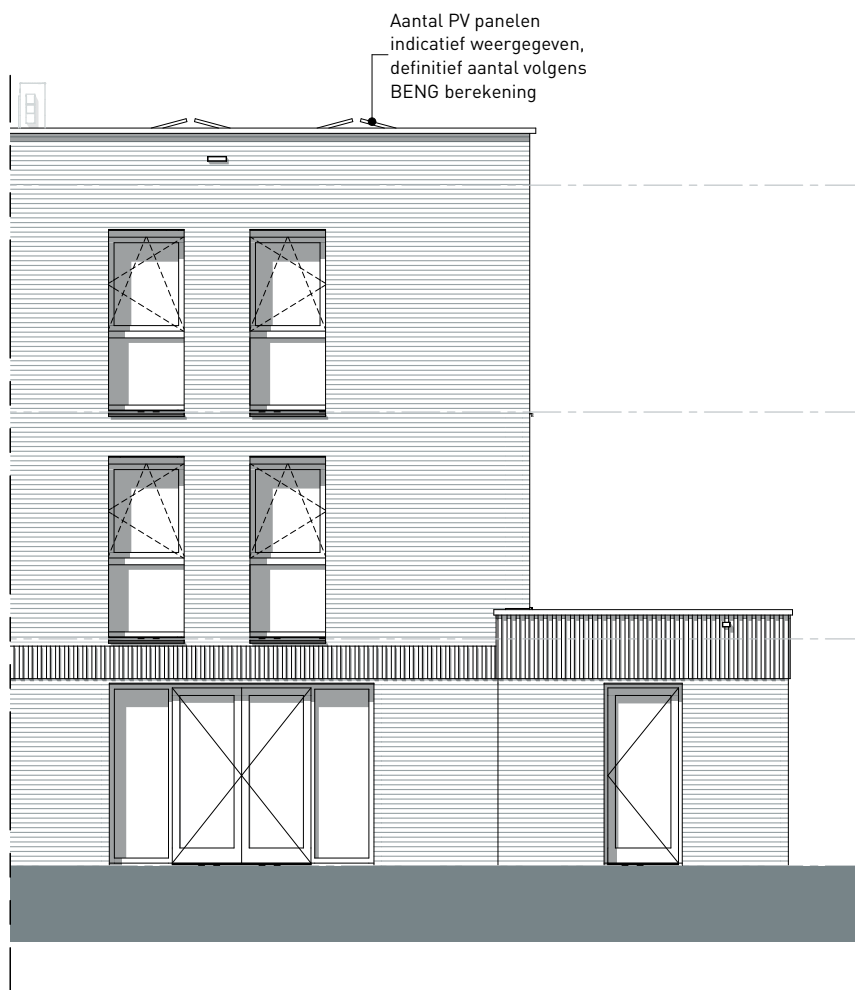 Aantal PV panelen
indicatief weergegeven,
definitief aantal volgens
BENG berekening